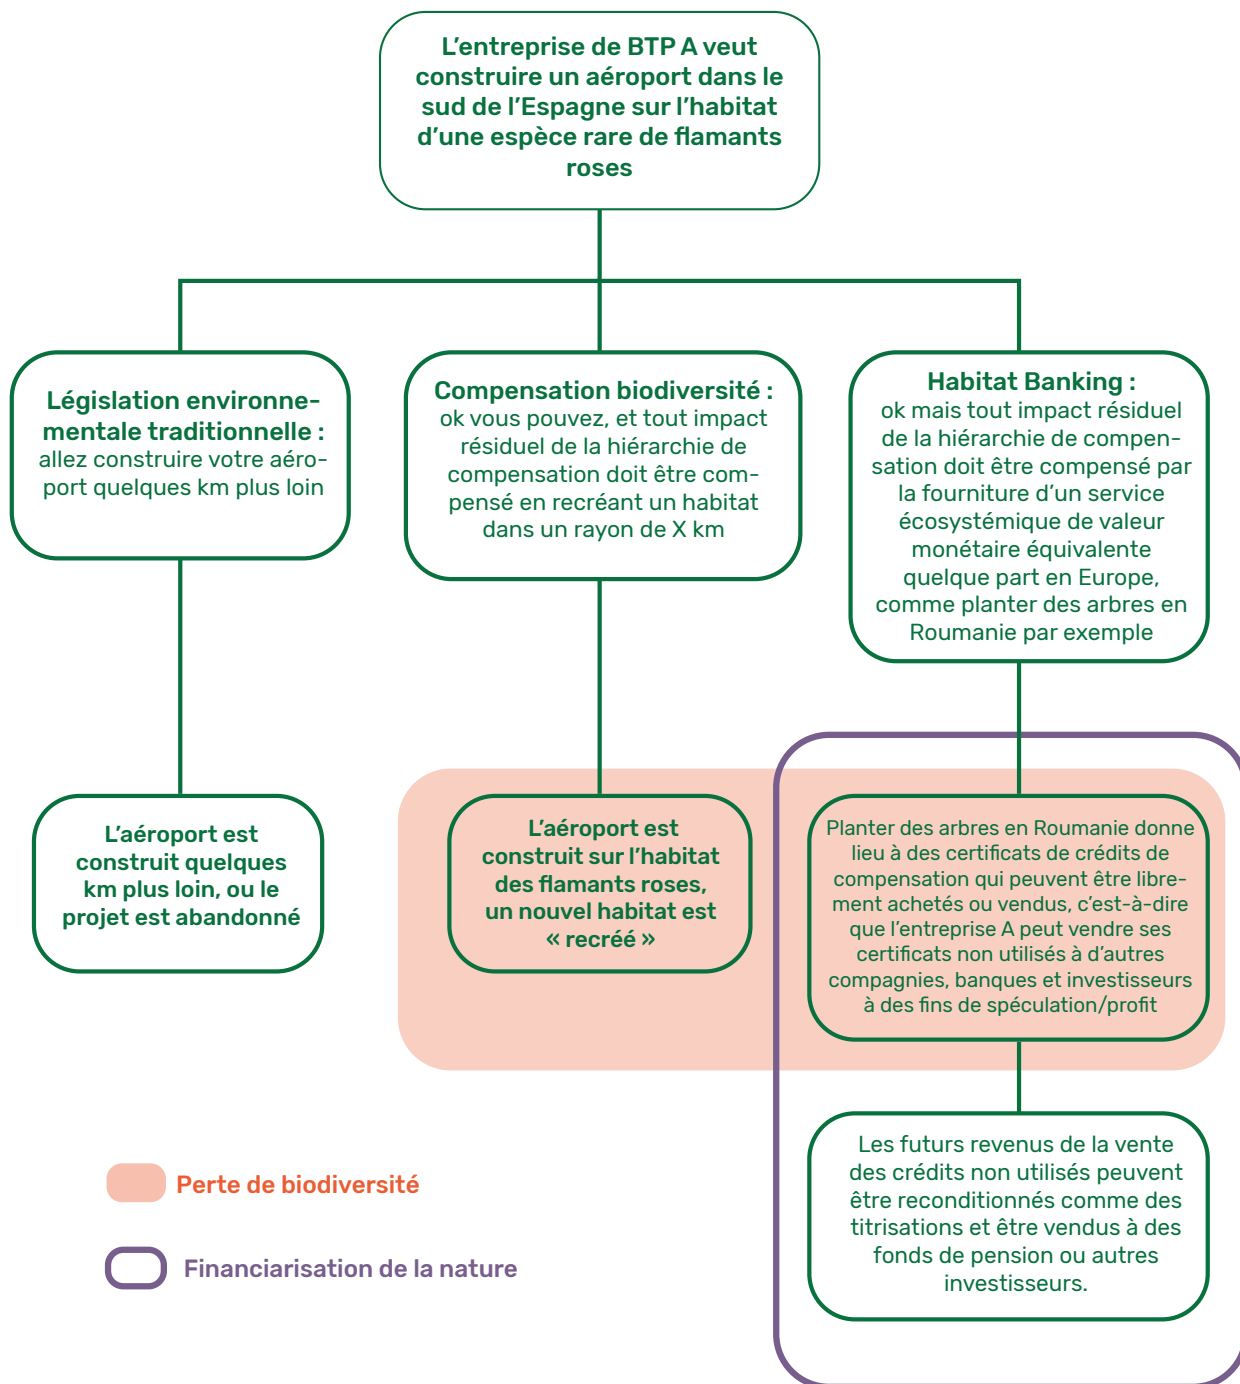 L’entreprise de BTP A veut
construire un aéroport dans le
sud de l’Espagne sur l’habitat
d’une espèce rare de flamants
roses
Législation environne-
mentale traditionnelle :
allez construire votre aéro-
port quelques km plus loin
Compensation biodiversité :
ok vous pouvez, et tout impact
résiduel de la hiérarchie de
compensation doit être com-
pensé en recréant un habitat
dans un rayon de X km
Habitat Banking :
ok mais tout impact résiduel
de la hiérarchie de compen-
sation doit être compensé par
la fourniture d’un service
écosystémique de valeur
monétaire équivalente
quelque part en Europe,
comme planter des arbres en
Roumanie par exemple
L’aéroport est
construit quelques
km plus loin, ou le
projet est abandonné
L’aéroport est
construit sur l’habitat
des flamants roses,
un nouvel habitat est
« recréé »
Planter des arbres en Roumanie donne
lieu à des certificats de crédits de
compensation qui peuvent être libre-
ment achetés ou vendus, c’est-à-dire
que l’entreprise A peut vendre ses
certificats non utilisés à d’autres
compagnies, banques et investisseurs
à des fins de spéculation/profit
Les futurs revenus de la vente
des crédits non utilisés peuvent
être reconditionnés comme des
titrisations et être vendus à des
fonds de pension ou autres
investisseurs.
Perte de biodiversité
Financiarisation de la nature